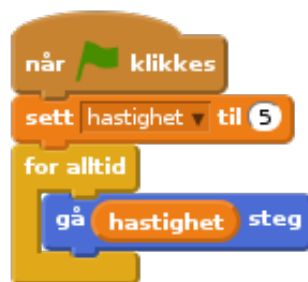 når klikkes
sett hastighet til 5
for alltid
gå hastighet steg